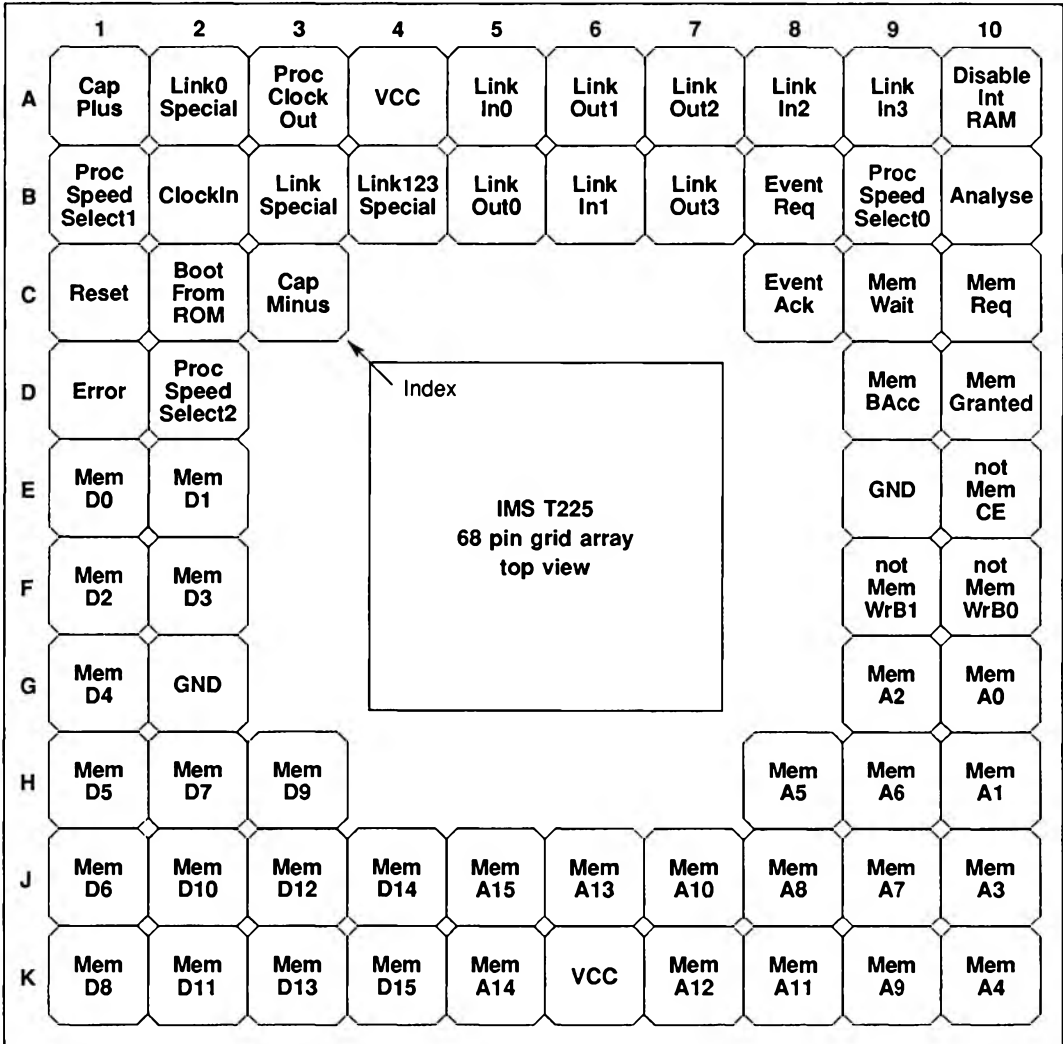 1 2 3 4 5 6 7 8 9 10
A
Cap Plus
Link0 Special
Proc Clock Out
VCC
Link In0
Link Out1
Link Out2
Link In2
Link In3
Disable Int RAM
B
Proc Speed Select1
ClockIn
Link Special
Link123 Special
Link Out0
Link In1
Link Out3
Event Req
Proc Speed Select0
Analyse
C
Reset
Boot From ROM
Cap Minus
Event Ack
Mem Wait
Mem Req
Index
D
Error
Proc Speed Select2
Mem BAcc
Mem Granted
E
Mem D0
Mem D1
GND
not Mem CE
IMS T225
68 pin grid array
top view
F
Mem D2
Mem D3
not Mem WrB1
not Mem WrB0
G
Mem D4
GND
Mem A2
Mem A0
H
Mem D5
Mem D7
Mem D9
Mem A5
Mem A6
Mem A1
J
Mem D6
Mem D10
Mem D12
Mem D14
Mem A15
Mem A13
Mem A10
Mem A8
Mem A7
Mem A3
K
Mem D8
Mem D11
Mem D13
Mem D15
Mem A14
VCC
Mem A12
Mem A11
Mem A9
Mem A4